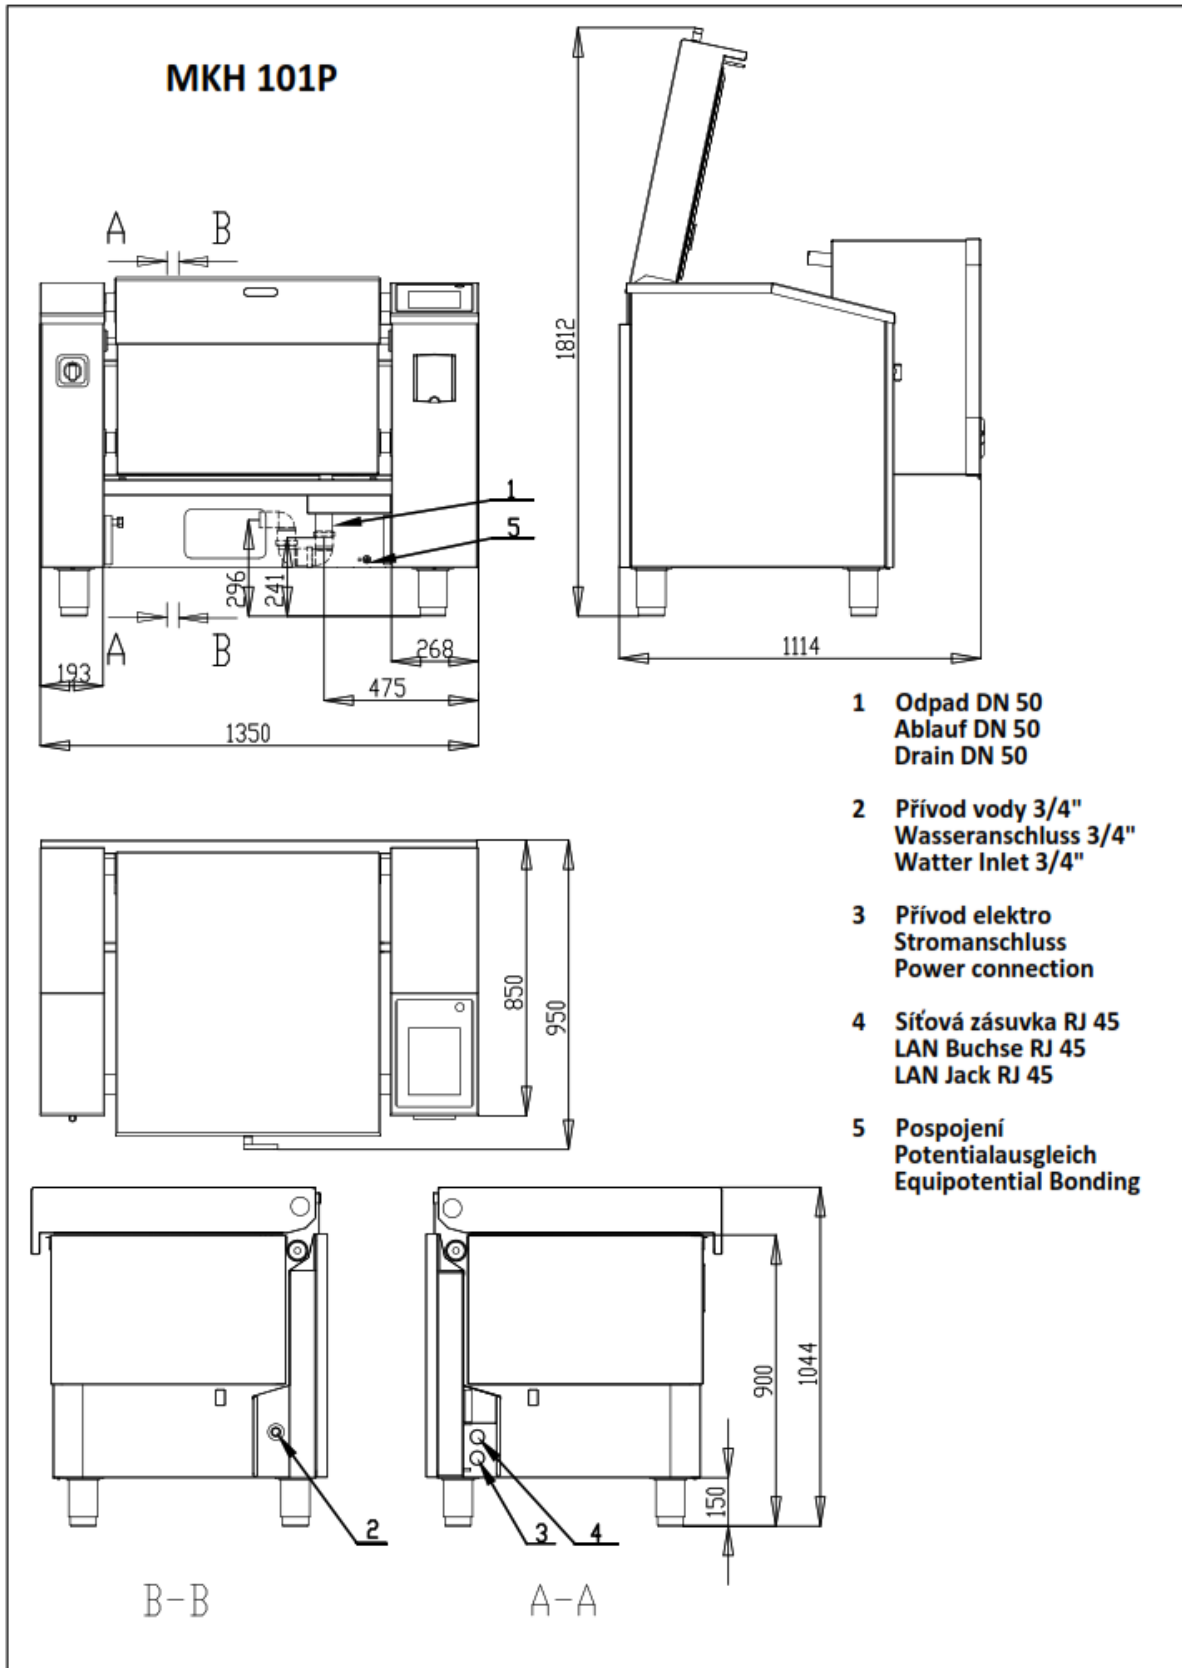 MKH 101P
A B
1812
1
5
296
241
A B
193
268
475
1350
1114
1 Odpad DN 50
Ablauf DN 50
Drain DN 50
2 Přívod vody 3/4"
Wasseranschluss 3/4"
Watter Inlet 3/4"
3 Přívod elektro
Stromanschluss
Power connection
4 Síťová zásuvka RJ 45
LAN Buchse RJ 45
LAN Jack RJ 45
5 Pospojení
Potentialausgleich
Equipotential Bonding
850
950
900
1044
150
2
3
4
B-B
A-A